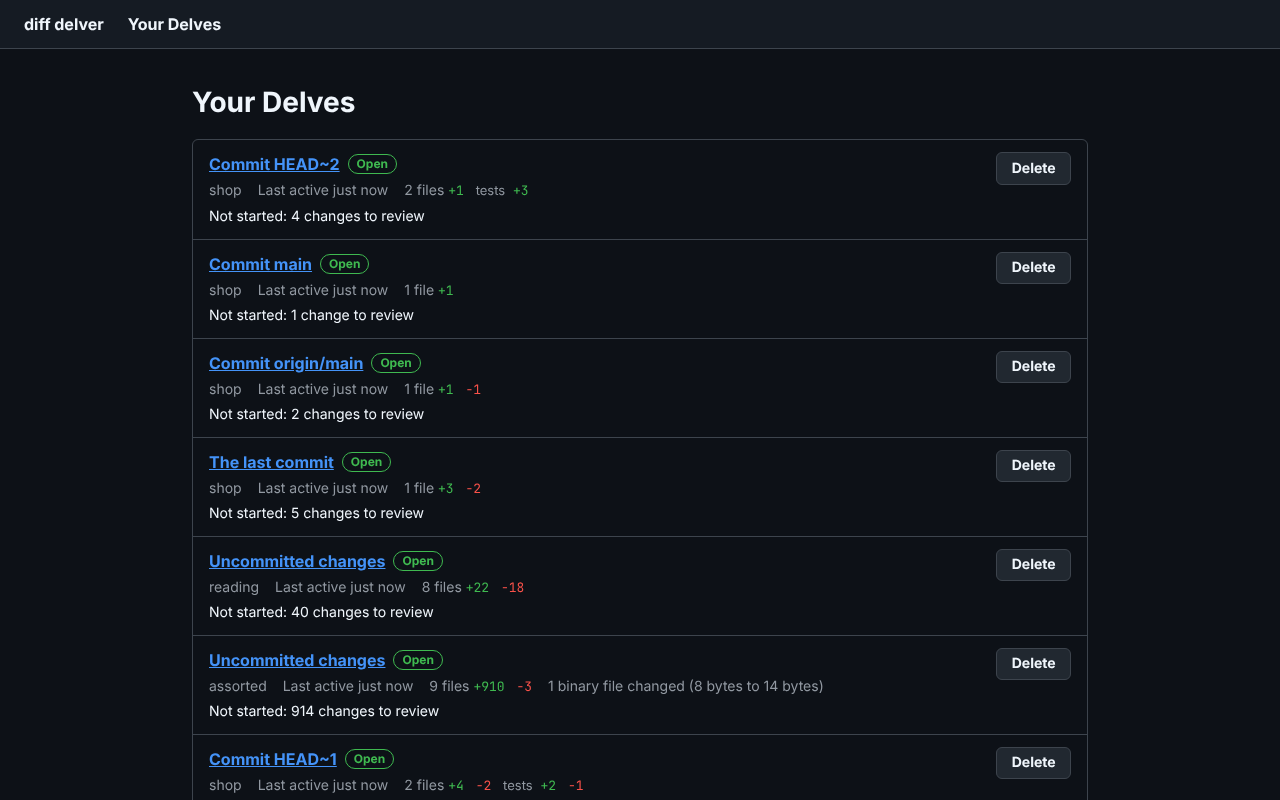 diff delver Your Delves
Your Delves
Commit HEAD~2 Open Delete
shop Last active just now 2 files +1 tests +3
Not started: 4 changes to review
Commit main Open Delete
shop Last active just now 1 file +1
Not started: 1 change to review
Commit origin/main Open Delete
shop Last active just now 1 file +1 -1
Not started: 2 changes to review
The last commit Open Delete
shop Last active just now 1 file +3 -2
Not started: 5 changes to review
Uncommitted changes Open Delete
reading Last active just now 8 files +22 -18
Not started: 40 changes to review
Uncommitted changes Open Delete
assorted Last active just now 9 files +910 -3 1 binary file changed (8 bytes to 14 bytes)
Not started: 914 changes to review
Commit HEAD~1 Open Delete
shop Last active just now 2 files +4 -2 tests +2 -1